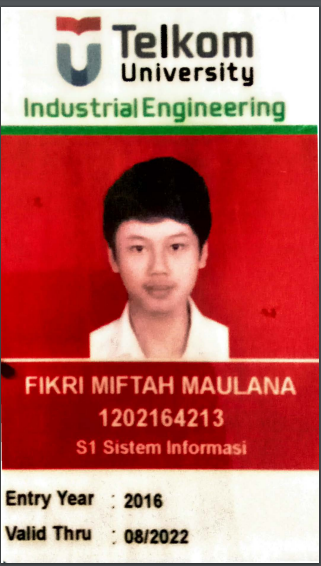 Telkom
University
Industrial Engineering
FIKRI MIFTAH MAULANA
1202164213
S1 Sistem Informasi
Entry Year : 2016
Valid Thru : 08/2022